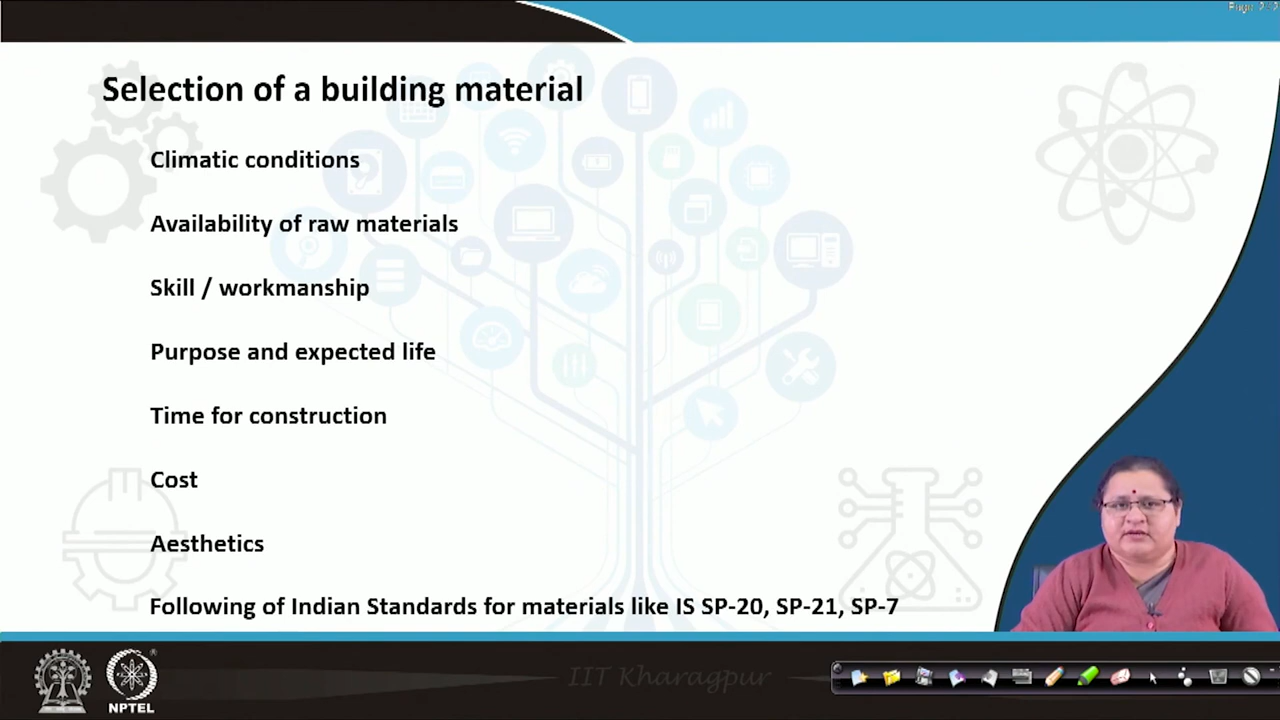 Selection of a building material
Climatic conditions
Availability of raw materials
Skill / workmanship
Purpose and expected life
Time for construction
Cost
Aesthetics
Following of Indian Standards for materials like IS SP-20, SP-21, SP-7
IIT Kharagpur
NPTEL